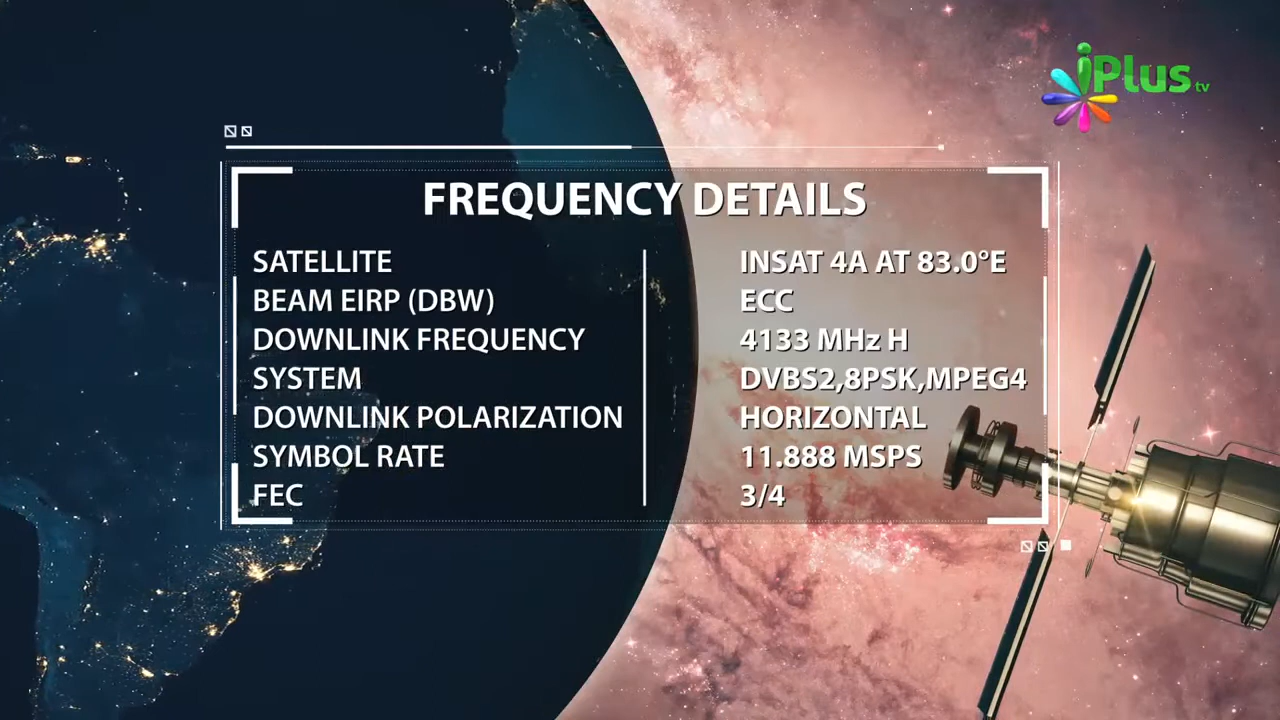 iPlus tv
FREQUENCY DETAILS
SATELLITE INSAT 4A AT 83.0°E
BEAM EIRP (DBW) ECC
DOWNLINK FREQUENCY 4133 MHz H
SYSTEM DVBS2,8PSK,MPEG4
DOWNLINK POLARIZATION HORIZONTAL
SYMBOL RATE 11.888 MSPS
FEC 3/4